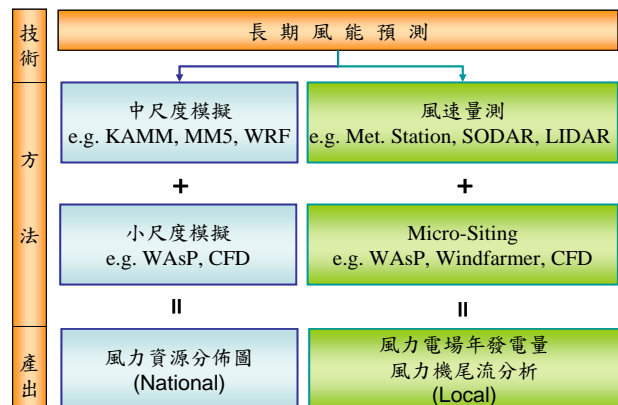 技術
長期風能預測
方法
中尺度模擬
e.g. KAMM, MM5, WRF
風速量測
e.g. Met. Station, SODAR, LIDAR
+
+
小尺度模擬
e.g. WAsP, CFD
Micro-Siting
e.g. WAsP, Windfarmer, CFD
=
=
產出
風力資源分佈圖
(National)
風力電場年發電量
風力機尾流分析
(Local)